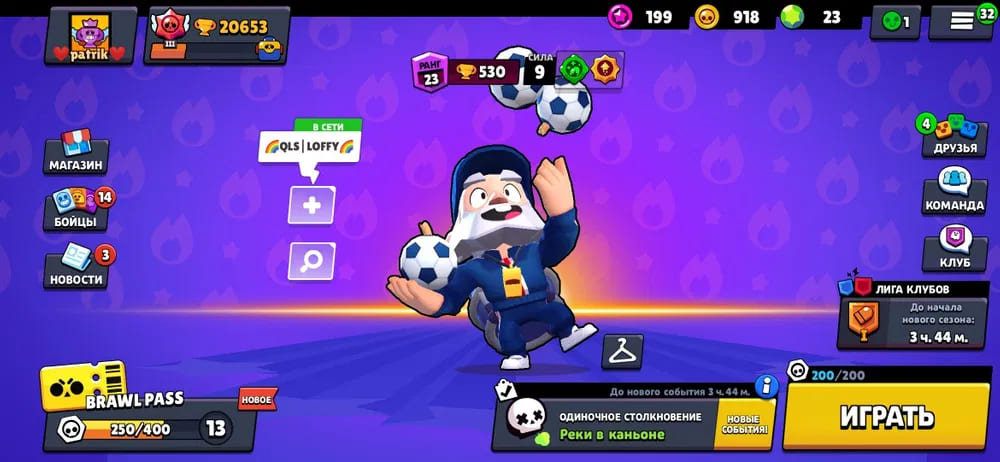 20653
199
918
23
1
32
patrik
III
РАНГ
23
530
СИЛА
9
В СЕТИ
QLS|LOFFY
МАГАЗИН
14
БОЙЦЫ
3
НОВОСТИ
4
ДРУЗЬЯ
КОМАНДА
КЛУБ
ЛИГА КЛУБОВ
До начала
нового сезона:
3 ч. 44 м.
BRAWL PASS
НОВОЕ
250/400
13
До нового события 3 ч. 44 м.
i
ОДИНОЧНОЕ СТОЛКНОВЕНИЕ
Реки в каньоне
НОВЫЕ
СОБЫТИЯ!
200/200
ИГРАТЬ